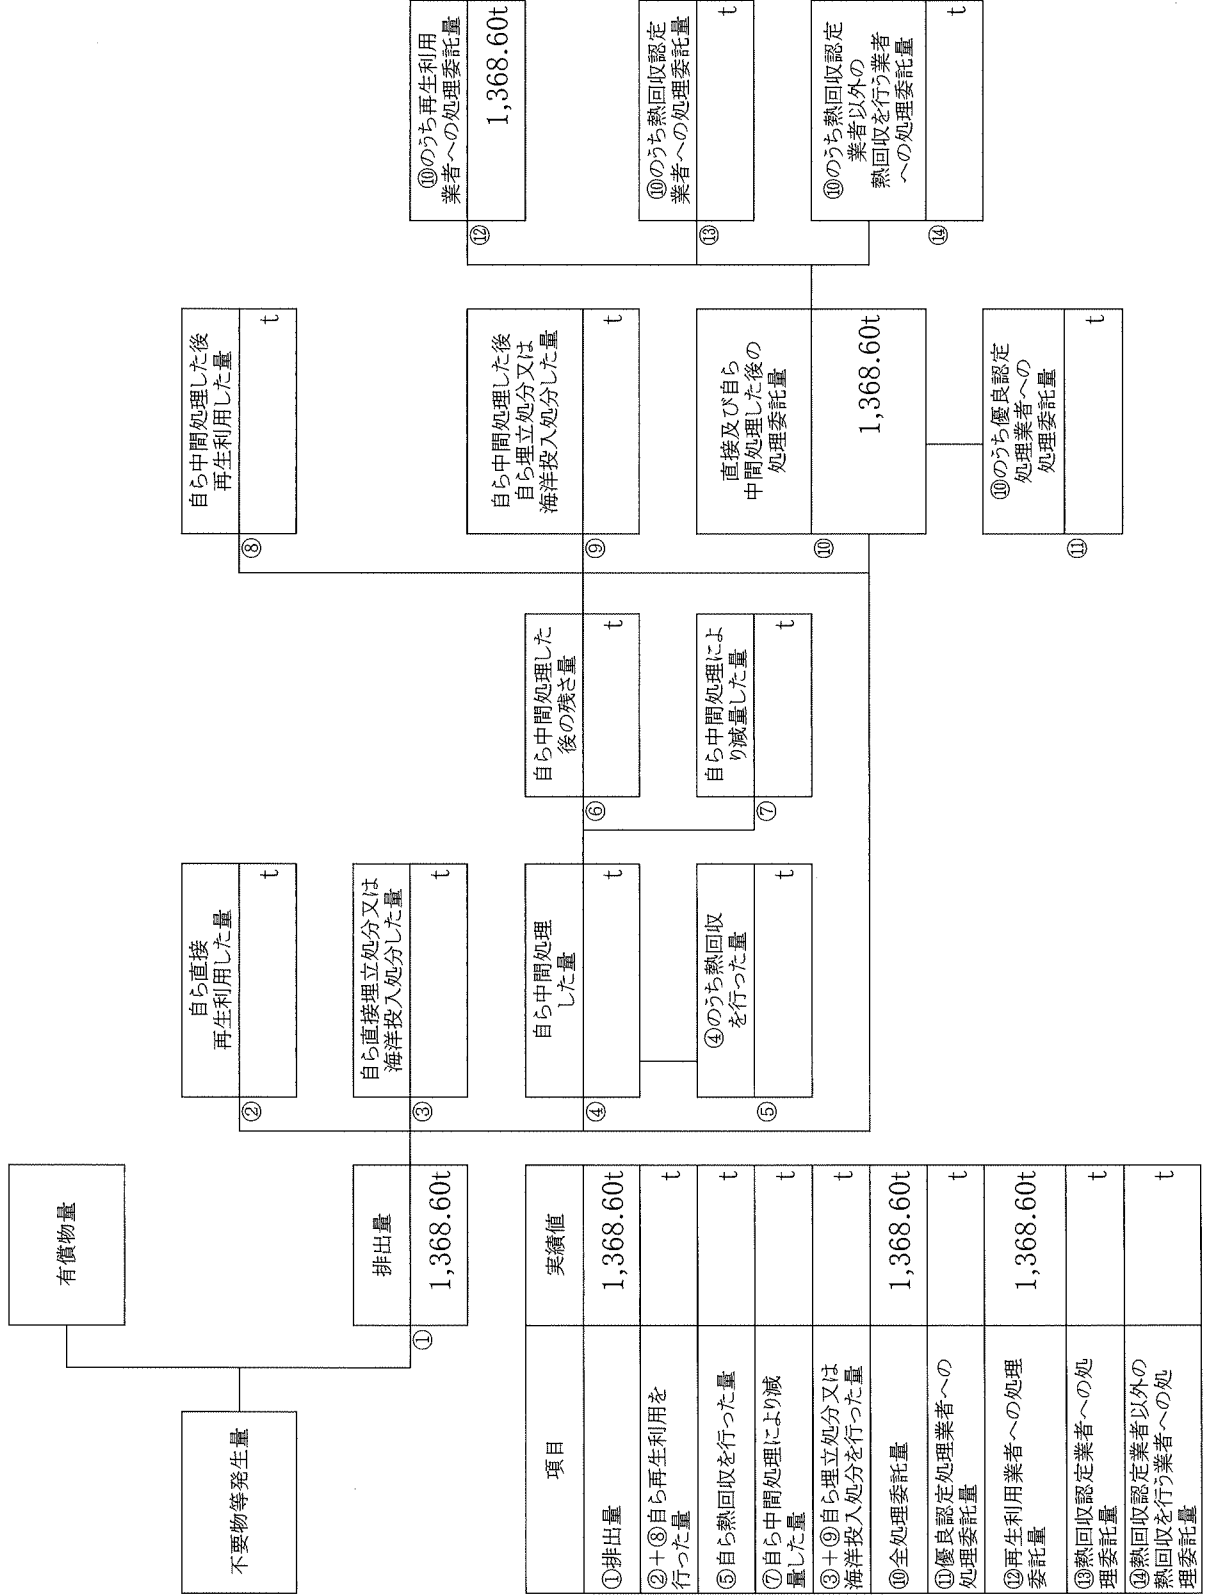 不要物等発生量
有償物量
排出量
①
1,368.60t
自ら直接
再生利用した量
②
t
自ら直接埋立処分又は
海洋投入処分した量
③
t
自ら中間処理
した量
④
t
④のうち熱回収
を行った量
⑤
t
自ら中間処理した
後の残さ量
⑥
t
自ら中間処理によ
り減量した量
⑦
t
自ら中間処理した後
再生利用した量
⑧
t
自ら中間処理した後
自ら埋立処分又は
海洋投入処分した量
⑨
t
直接及び自ら
中間処理した後の
処理委託量
⑩
1,368.60t
⑩のうち優良認定
処理業者への
処理委託量
⑪
t
⑩のうち再生利用
業者への処理委託量
⑫
1,368.60t
⑩のうち熱回収認定
業者への処理委託量
⑬
t
⑩のうち熱回収認定
業者以外の
熱回収を行う業者
への処理委託量
⑭
t
項目 実績値
①排出量 1,368.60t
②+⑧自ら再生利用を
行った量 t
⑤自ら熱回収を行った量 t
⑦自ら中間処理により減
量した量 t
③+⑨自ら埋立処分又は
海洋投入処分を行った量 t
⑩全処理委託量 1,368.60t
⑪優良認定処理業者への
処理委託量 t
⑫再生利用業者への処理
委託量 1,368.60t
⑬熱回収認定業者への処
理委託量 t
⑭熱回収認定業者以外の
熱回収を行う業者への処
理委託量 t